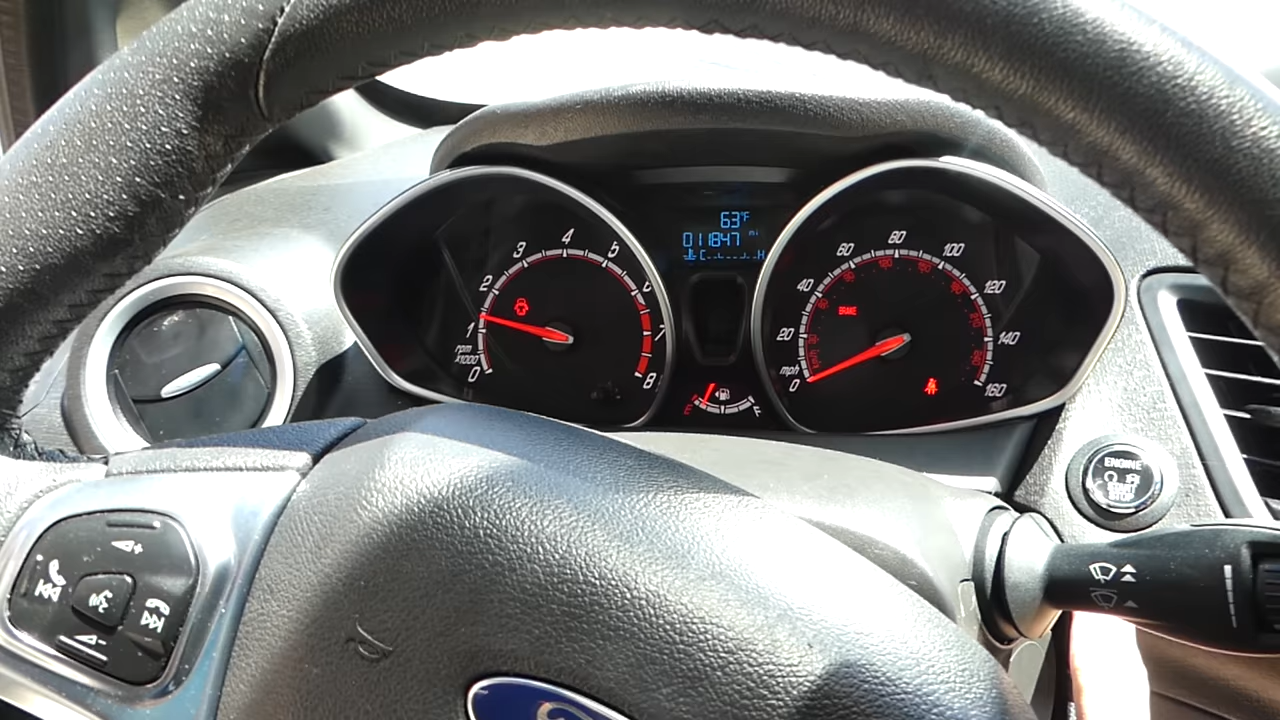 63°F
011847 mi
C H
0 1 2 3 4 5 6 7 8
rpm
x1000
0 20 40 60 80 100 120 140 160
mph
BRAKE
E F
ENGINE
START
STOP